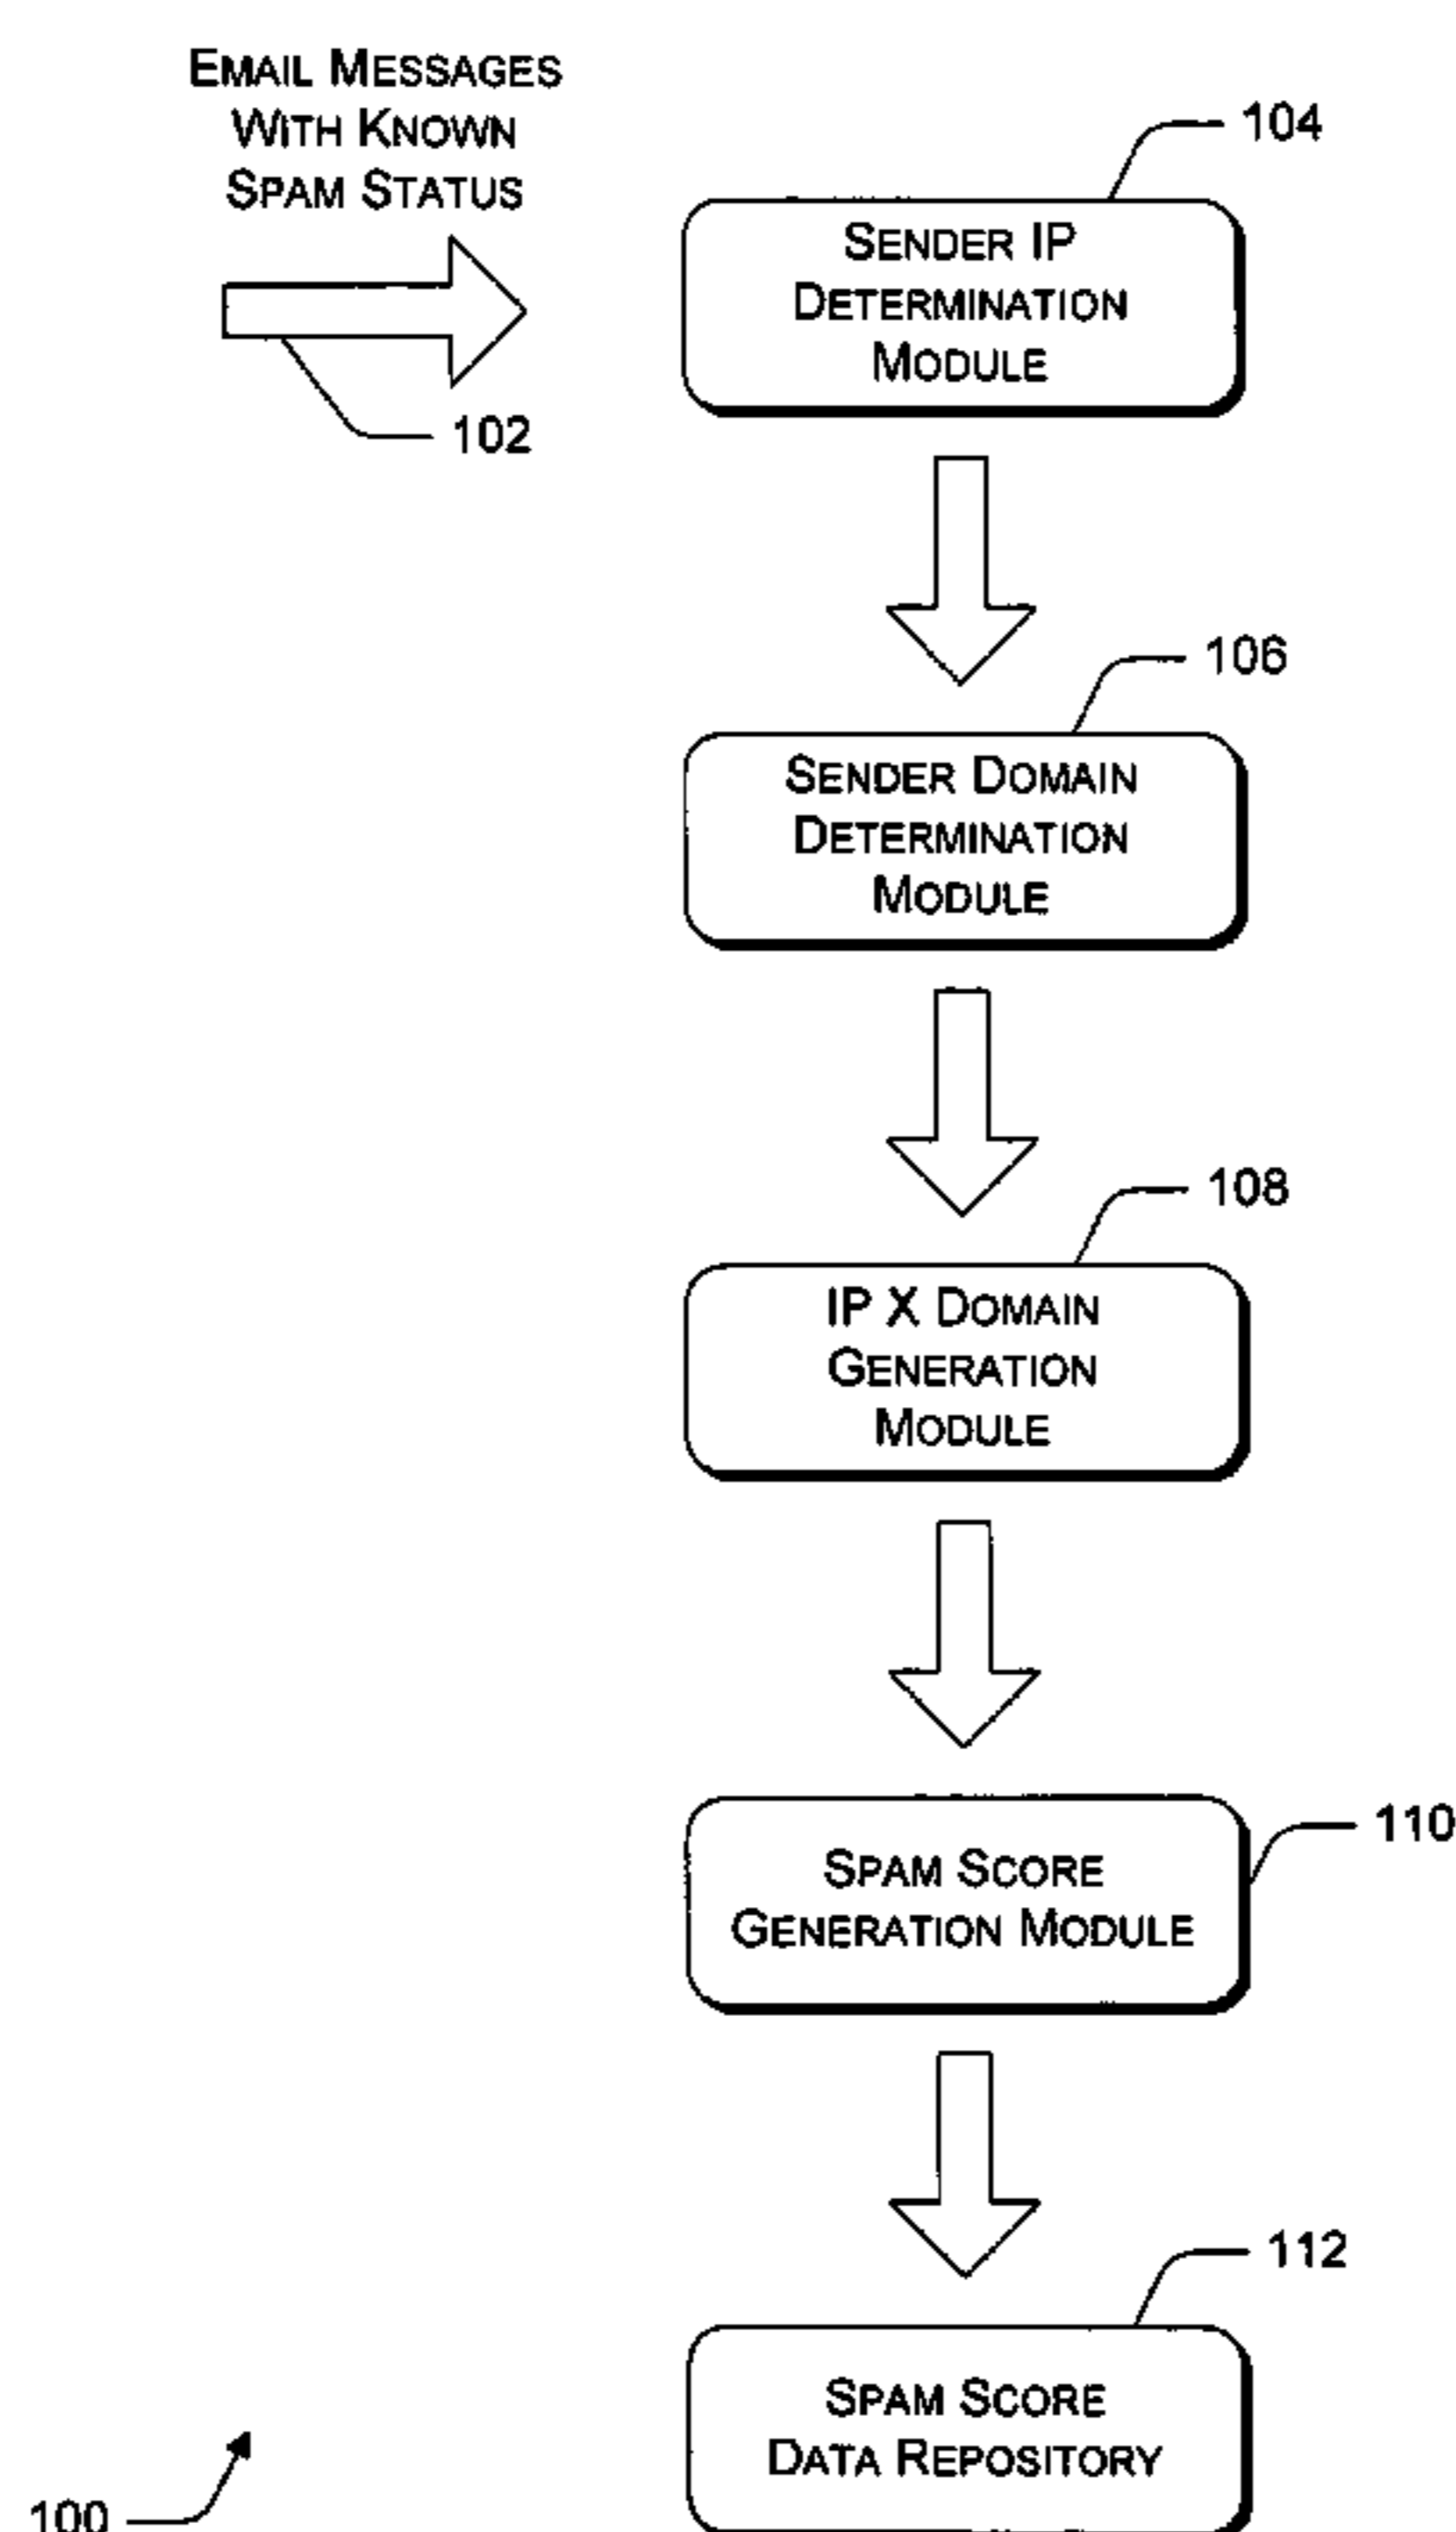 EMAIL MESSAGES
WITH KNOWN
SPAM STATUS
102
104
SENDER IP
DETERMINATION
MODULE
106
SENDER DOMAIN
DETERMINATION
MODULE
108
IP X DOMAIN
GENERATION
MODULE
110
SPAM SCORE
GENERATION MODULE
112
SPAM SCORE
DATA REPOSITORY
100